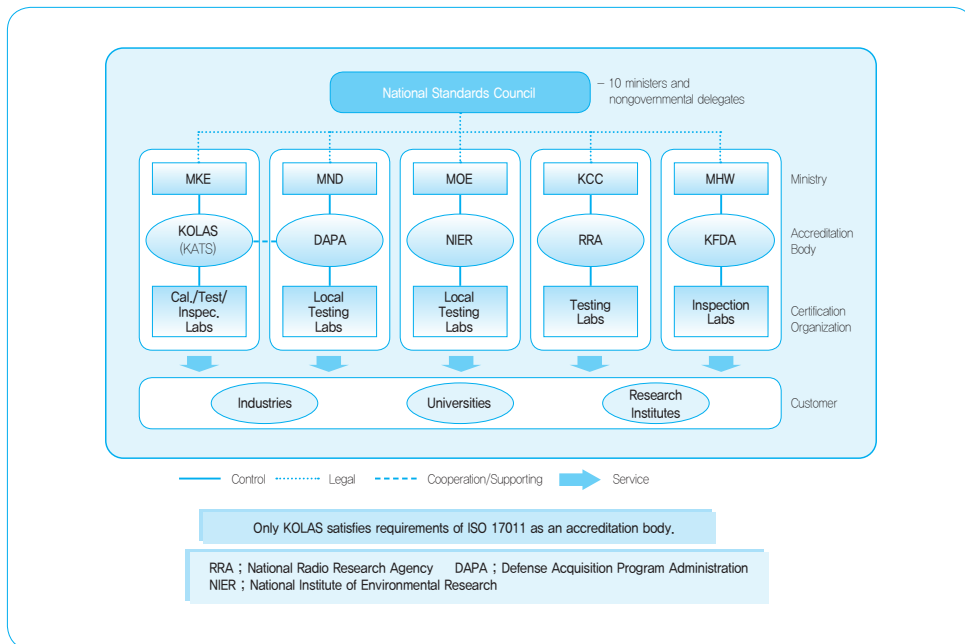 National Standards Council
– 10 ministers and
nongovernmental delegates
MKE
MND
MOE
KCC
MHW
Ministry
KOLAS
(KATS)
DAPA
NIER
RRA
KFDA
Accreditation
Body
Cal./Test/
Inspec.
Labs
Local
Testing
Labs
Local
Testing
Labs
Testing
Labs
Inspection
Labs
Certification
Organization
Industries
Universities
Research
Institutes
Customer
Control
Legal
Cooperation/Supporting
Service
Only KOLAS satisfies requirements of ISO 17011 as an accreditation body.
RRA ; National Radio Research Agency DAPA ; Defense Acquisition Program Administration
NIER ; National Institute of Environmental Research